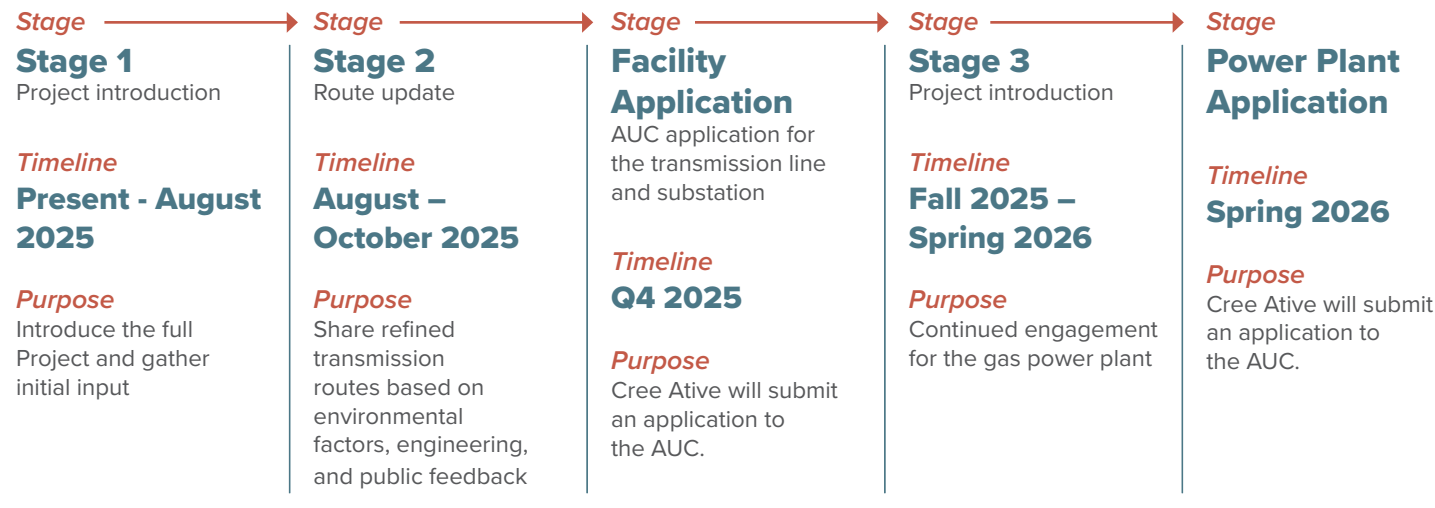 Stage
Stage 1
Project introduction
Timeline
Present - August
2025
Purpose
Introduce the full
Project and gather
initial input
Stage
Stage 2
Route update
Timeline
August –
October 2025
Purpose
Share refined
transmission
routes based on
environmental
factors, engineering,
and public feedback
Stage
Facility
Application
AUC application for
the transmission line
and substation
Timeline
Q4 2025
Purpose
Cree Ative will submit
an application to
the AUC.
Stage
Stage 3
Project introduction
Timeline
Fall 2025 –
Spring 2026
Purpose
Continued engagement
for the gas power plant
Stage
Power Plant
Application
Timeline
Spring 2026
Purpose
Cree Ative will submit
an application to
the AUC.